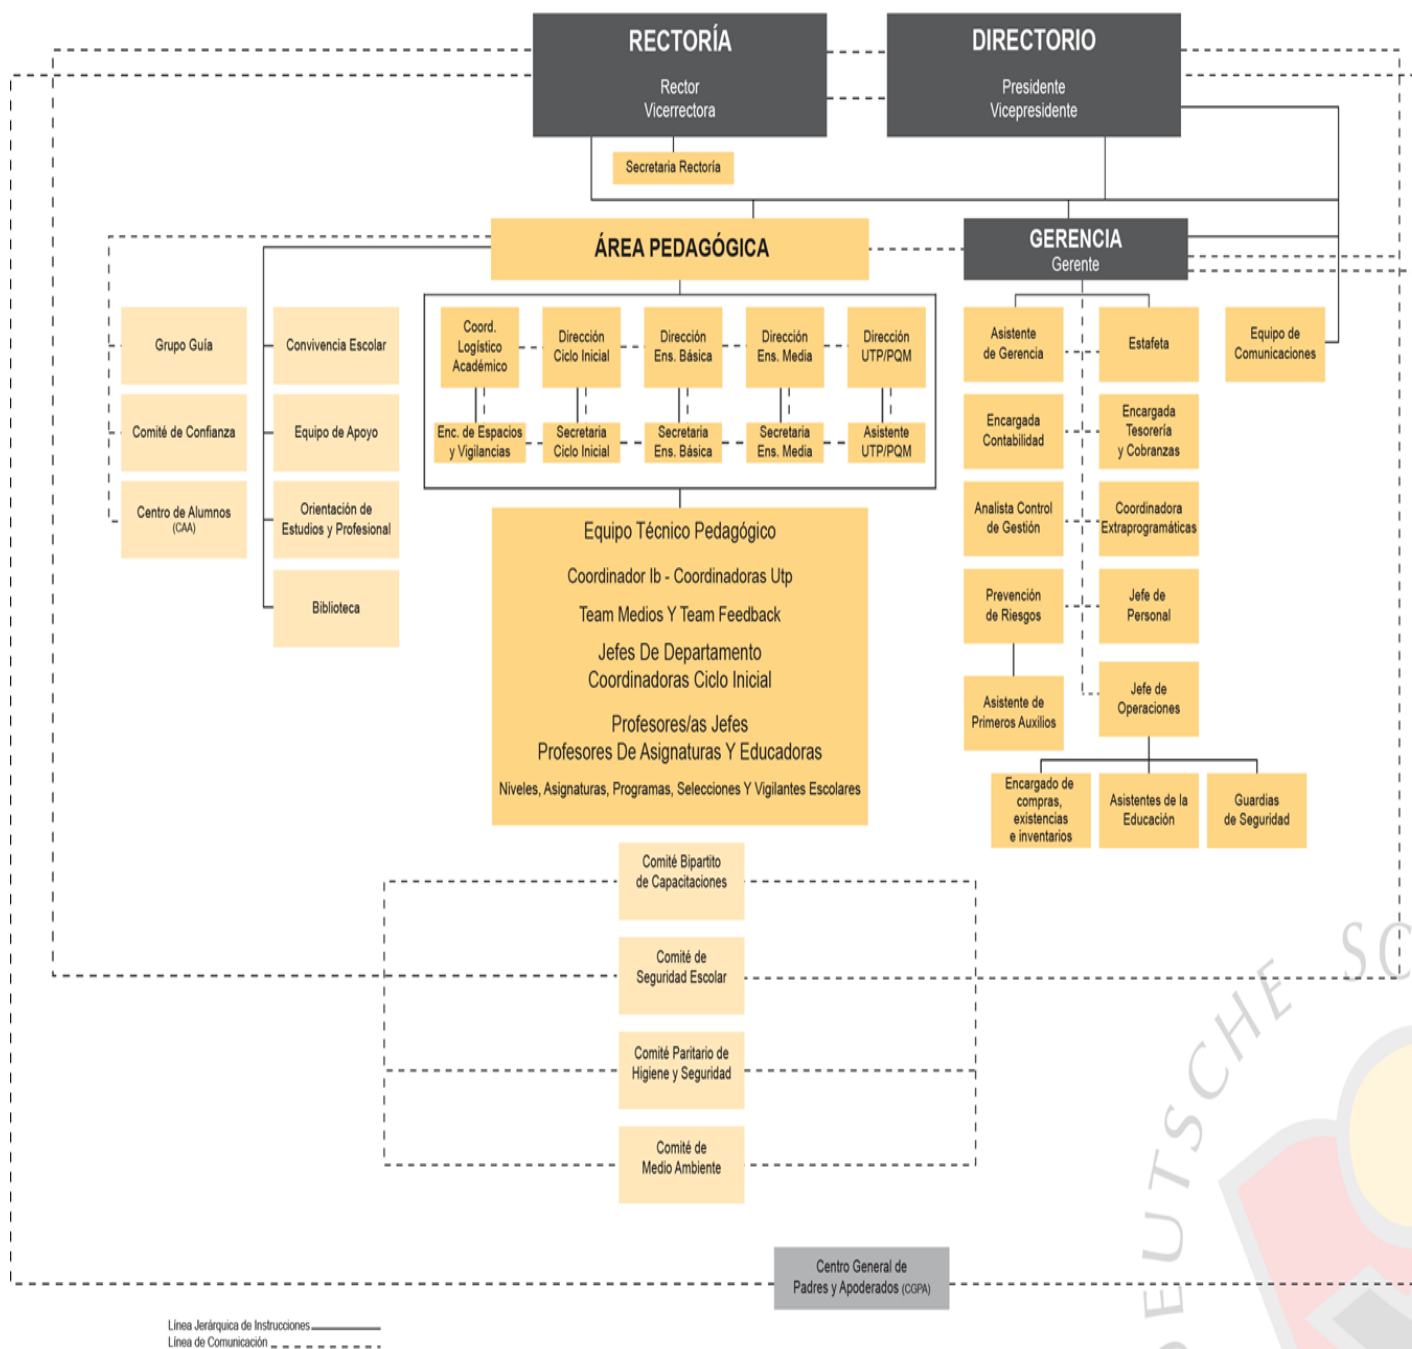 RECTORÍA
Rector
Vicerrectora
DIRECTORIO
Presidente
Vicepresidente
Secretaria Rectoría
ÁREA PEDAGÓGICA
GERENCIA
Gerente
Grupo Guía
Comité de Confianza
Centro de Alumnos
(CAA)
Convivencia Escolar
Equipo de Apoyo
Orientación de
Estudios y Profesional
Biblioteca
Coord.
Logístico
Académico
Dirección
Ciclo Inicial
Dirección
Ens. Básica
Dirección
Ens. Media
Dirección
UTP/PQM
Enc. de Espacios
y Vigilancias
Secretaria
Ciclo Inicial
Secretaria
Ens. Básica
Secretaria
Ens. Media
Asistente
UTP/PQM
Equipo Técnico Pedagógico
Coordinador Ib - Coordinadoras Utp
Team Medios Y Team Feedback
Jefes De Departamento
Coordinadoras Ciclo Inicial
Profesores/as Jefes
Profesores De Asignaturas Y Educadoras
Niveles, Asignaturas, Programas, Selecciones Y Vigilantes Escolares
Asistente
de Gerencia
Estafeta
Equipo de
Comunicaciones
Encargada
Contabilidad
Encargada
Tesorería
y Cobranzas
Analista Control
de Gestión
Coordinadora
Extraprogramáticas
Prevención
de Riesgos
Jefe de
Personal
Asistente de
Primeros Auxilios
Jefe de
Operaciones
Encargado de
compras,
existencias
e inventarios
Asistentes de la
Educación
Guardias
de Seguridad
Comité Bipartito
de Capacitaciones
Comité de
Seguridad Escolar
Comité Paritario de
Higiene y Seguridad
Comité de
Medio Ambiente
Centro General de
Padres y Apoderados (CGPA)
Línea Jerárquica de Instrucciones
Línea de Comunicación
DEUTSCHE SC